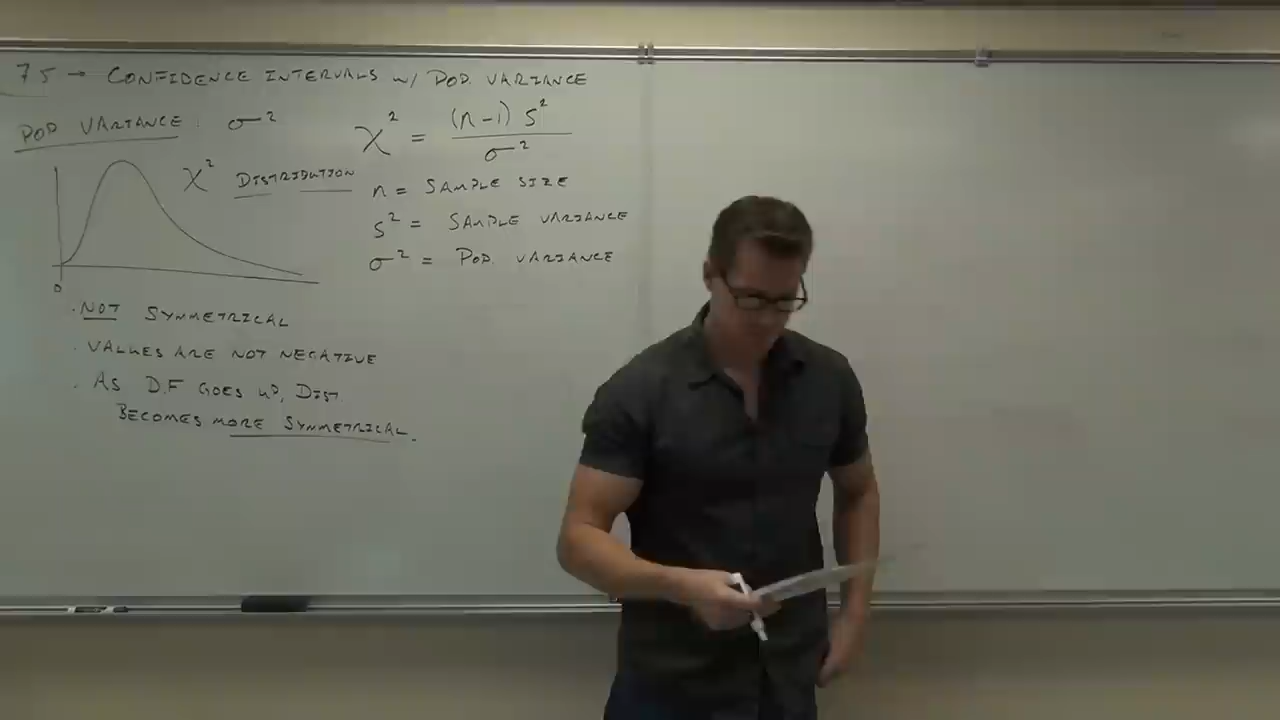 7.5 → CONFIDENCE INTERVALS W/ POP. VARIANCE
POP VARIANCE: σ²
χ² = (n-1) s² / σ²
χ² DISTRIBUTION
n = SAMPLE SIZE
s² = SAMPLE VARIANCE
σ² = POP. VARIANCE
0
· NOT SYMMETRICAL
· VALUES ARE NOT NEGATIVE
· AS D.F GOES UP, DIST.
BECOMES MORE SYMMETRICAL.